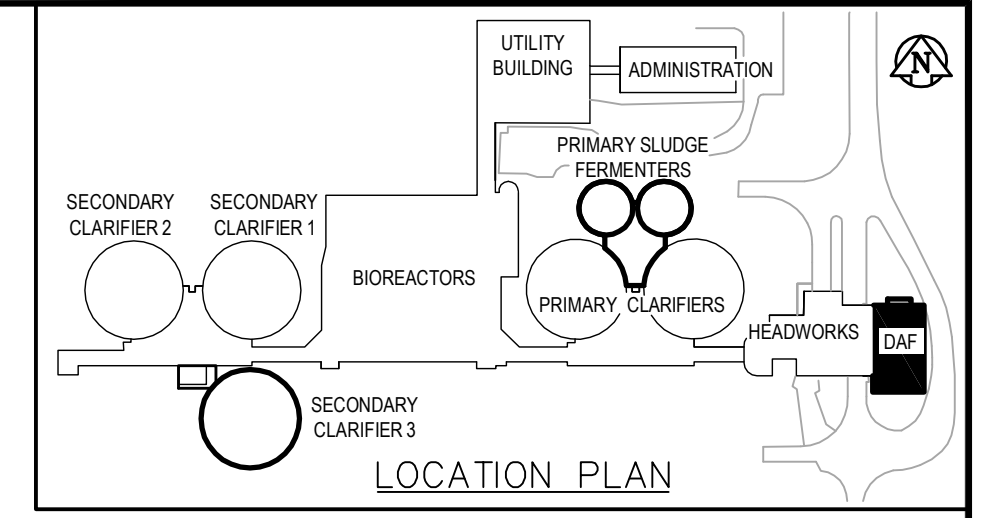 UTILITY
BUILDING
ADMINISTRATION
N
PRIMARY SLUDGE
FERMENTERS
SECONDARY
CLARIFIER 2
SECONDARY
CLARIFIER 1
BIOREACTORS
PRIMARY CLARIFIERS
HEADWORKS
DAF
SECONDARY
CLARIFIER 3
LOCATION PLAN